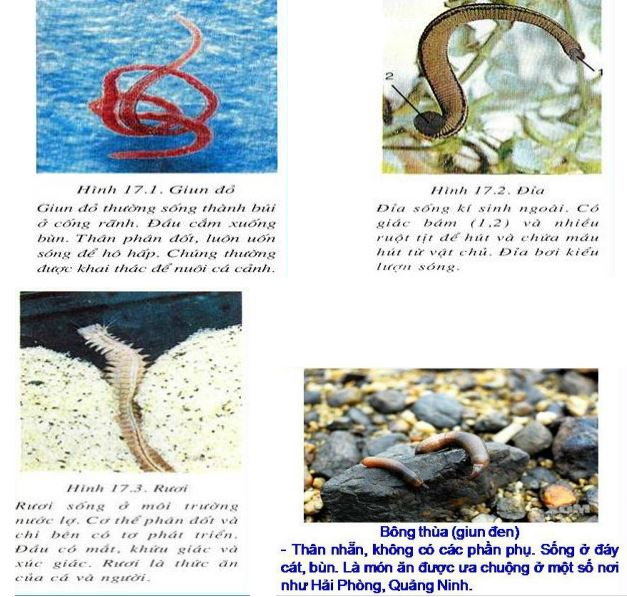 Hình 17.1. Giun đỏ
Giun đỏ thường sống thành búi
ở cống rãnh. Đầu cắm xuống
bùn. Thân phân đốt, luôn uốn
sóng để hô hấp. Chúng thường
được khai thác để nuôi cá cảnh.
2
1
Hình 17.2. Đỉa
Đỉa sống kí sinh ngoài. Có
giác bám (1,2) và nhiều
ruột tịt để hút và chứa máu
hút từ vật chủ. Đỉa bơi kiểu
lượn sóng.
Hình 17.3. Rươi
Rươi sống ở môi trường
nước lợ. Cơ thể phân đốt và
chi bên có tơ phát triển.
Đầu có mắt, khứu giác và
xúc giác. Rươi là thức ăn
của cá và người.
Bông thùa (giun đen)
- Thân nhẵn, không có các phần phụ. Sống ở đáy
cát, bùn. Là món ăn được ưa chuộng ở một số nơi
như Hải Phòng, Quảng Ninh.